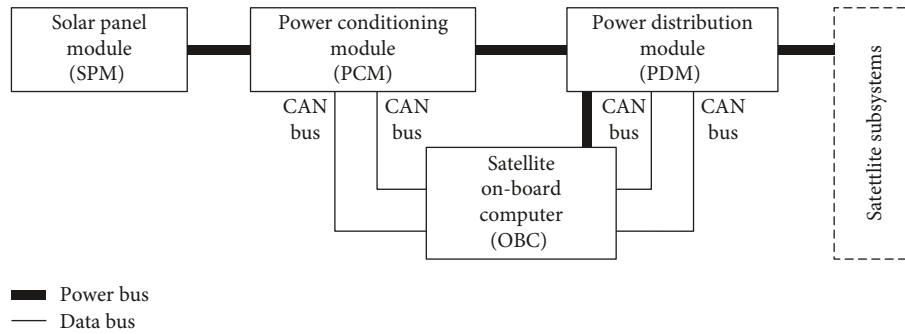 Solar panel
module
(SPM)
Power conditioning
module
(PCM)
Power distribution
module
(PDM)
CAN
bus
CAN
bus
CAN
bus
CAN
bus
Satellite
on-board
computer
(OBC)
Satettlite subsystems
Power bus
Data bus